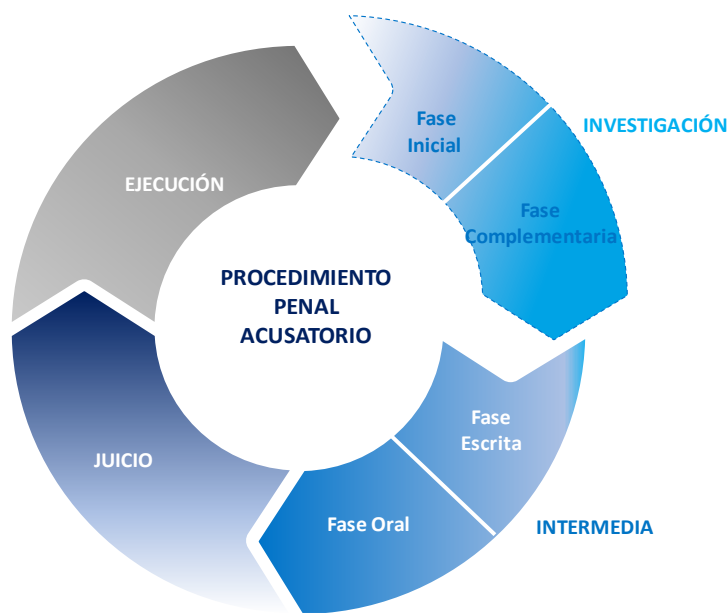 Fase
Inicial
INVESTIGACIÓN
Fase
Complementaria
EJECUCIÓN
PROCEDIMIENTO
PENAL
ACUSATORIO
Fase
Escrita
JUICIO
Fase Oral
INTERMEDIA